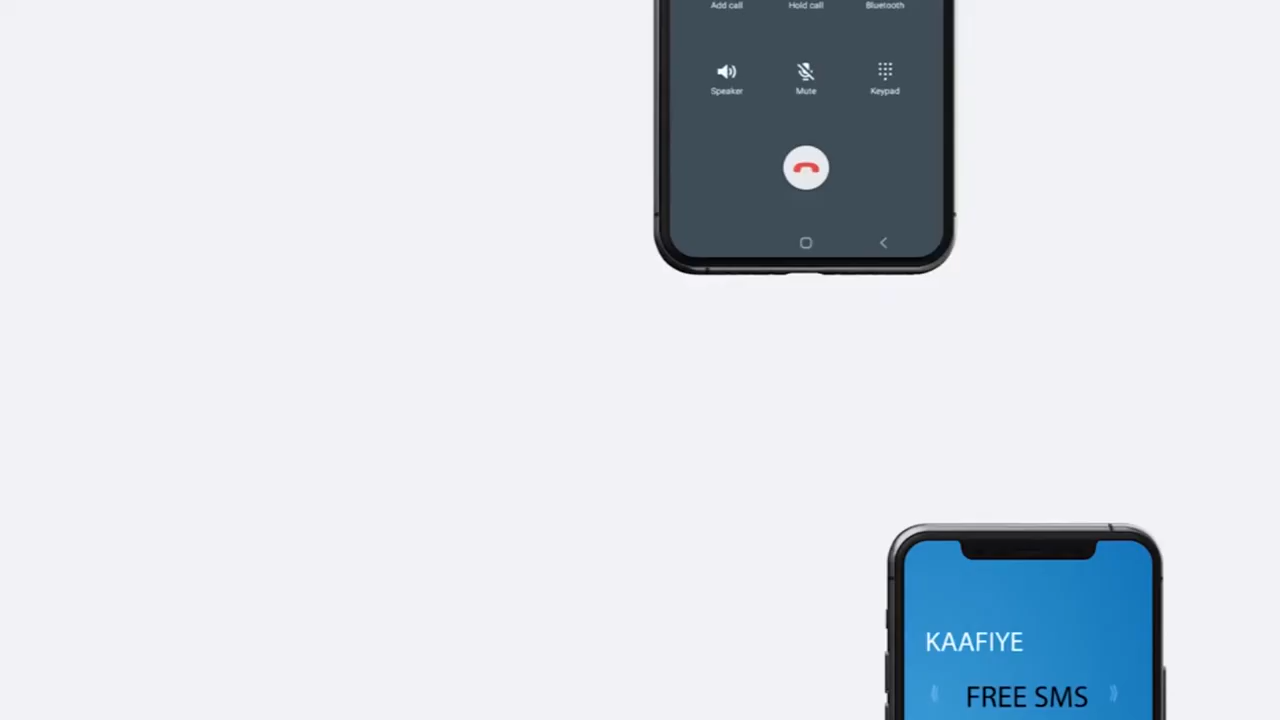 Add call Hold call Bluetooth
Speaker Mute Keypad
KAAFIYE
FREE SMS